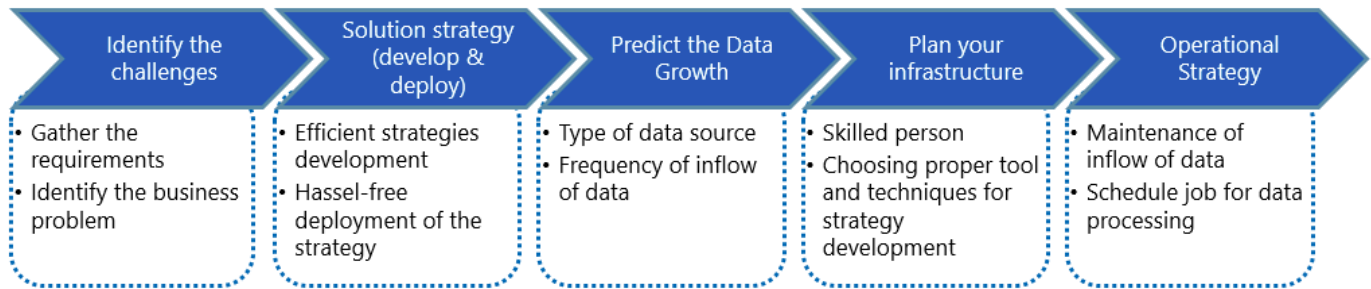 Identify the
challenges
• Gather the
requirements
• Identify the business
problem
Solution strategy
(develop &
deploy)
• Efficient strategies
development
• Hassel-free
deployment of the
strategy
Predict the Data
Growth
• Type of data source
• Frequency of inflow
of data
Plan your
infrastructure
• Skilled person
• Choosing proper tool
and techniques for
strategy
development
Operational
Strategy
• Maintenance of
inflow of data
• Schedule job for data
processing